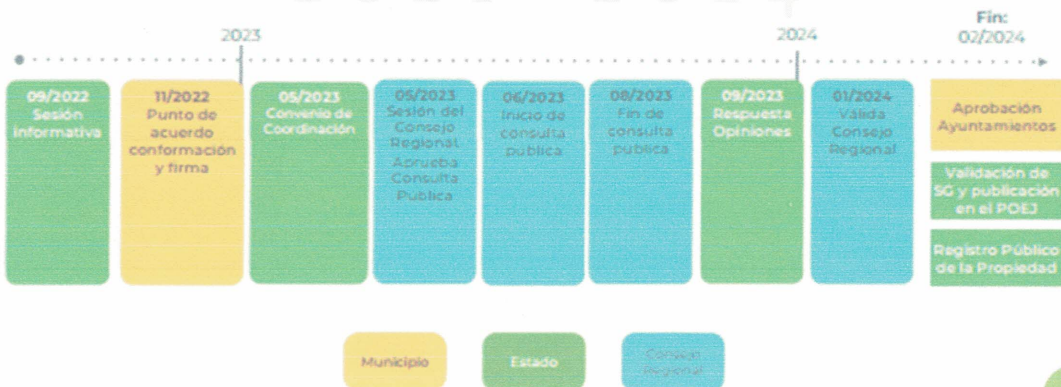 2023
2024
Fin:
02/2024
09/2022
Sesión
informativa
11/2022
Punto de
acuerdo
conformación
y firma
05/2023
Convenio de
Coordinación
05/2023
Sesión del
Consejo
Regional
Aprueba
Consulta
Publica
06/2023
Inicio de
consulta
publica
08/2023
Fin de
consulta
publica
09/2023
Respuesta
Opiniones
01/2024
Válida
Consejo
Regional
Aprobación
Ayuntamientos
Validación de
SG y publicación
en el POEJ
Registro Público
de la Propiedad
Municipio
Estado
Consejo
Regional